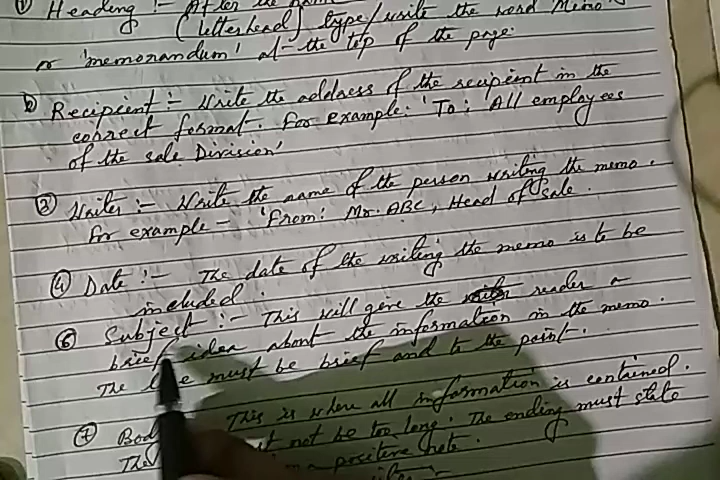 ① Heading :- After the name
(letterhead) type/write the word 'Memo'
or 'memorandum' at the top of the page.
② Recipient :- Write the address of the recipient in the
correct format. For Example: 'To: All employees
of the sale Division'
③ Writer :- Write the name of the person writing the memo.
for example - 'From: Mr. ABC, Head of Sale.
④ Date :- The date of the writing the memo is to be
included.
⑥ Subject :- This will give the reader a
brief idea about the information in the memo.
The must be brief and to the point.
⑦ Body This is where all information is contained.
The not be too long. The ending must state
a positive note.